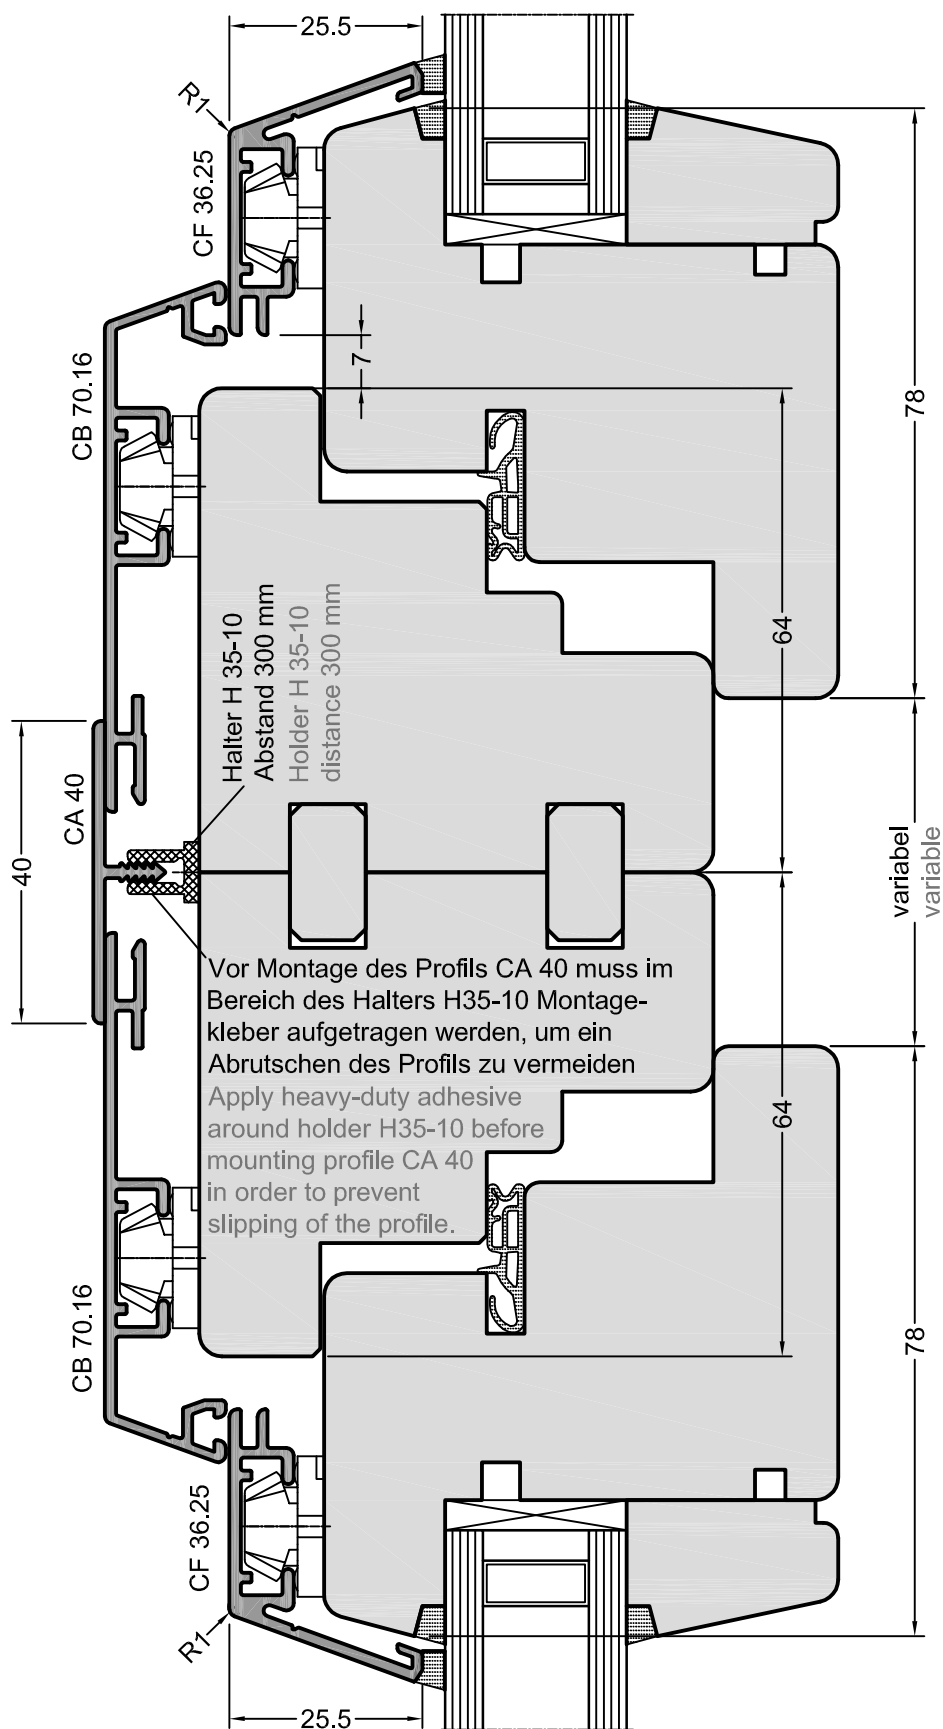 25.5
R1
CF 36.25
7
CB 70.16
78
64
Halter H 35-10
Abstand 300 mm
Holder H 35-10
distance 300 mm
CA 40
40
variabel
variable
Vor Montage des Profils CA 40 muss im
Bereich des Halters H35-10 Montage-
kleber aufgetragen werden, um ein
Abrutschen des Profils zu vermeiden
Apply heavy-duty adhesive
around holder H35-10 before
mounting profile CA 40
in order to prevent
slipping of the profile.
64
CB 70.16
78
CF 36.25
R1
25.5